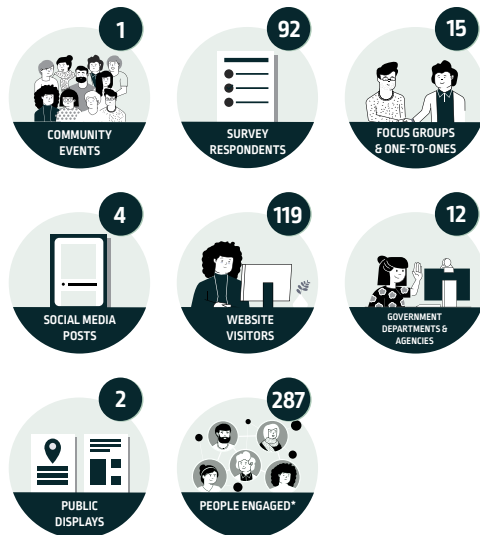 1
COMMUNITY
EVENTS
92
SURVEY
RESPONDENTS
15
FOCUS GROUPS
& ONE-TO-ONES
4
SOCIAL MEDIA
POSTS
119
WEBSITE
VISITORS
12
GOVERNMENT
DEPARTMENTS &
AGENCIES
2
PUBLIC
DISPLAYS
287
PEOPLE ENGAGED*